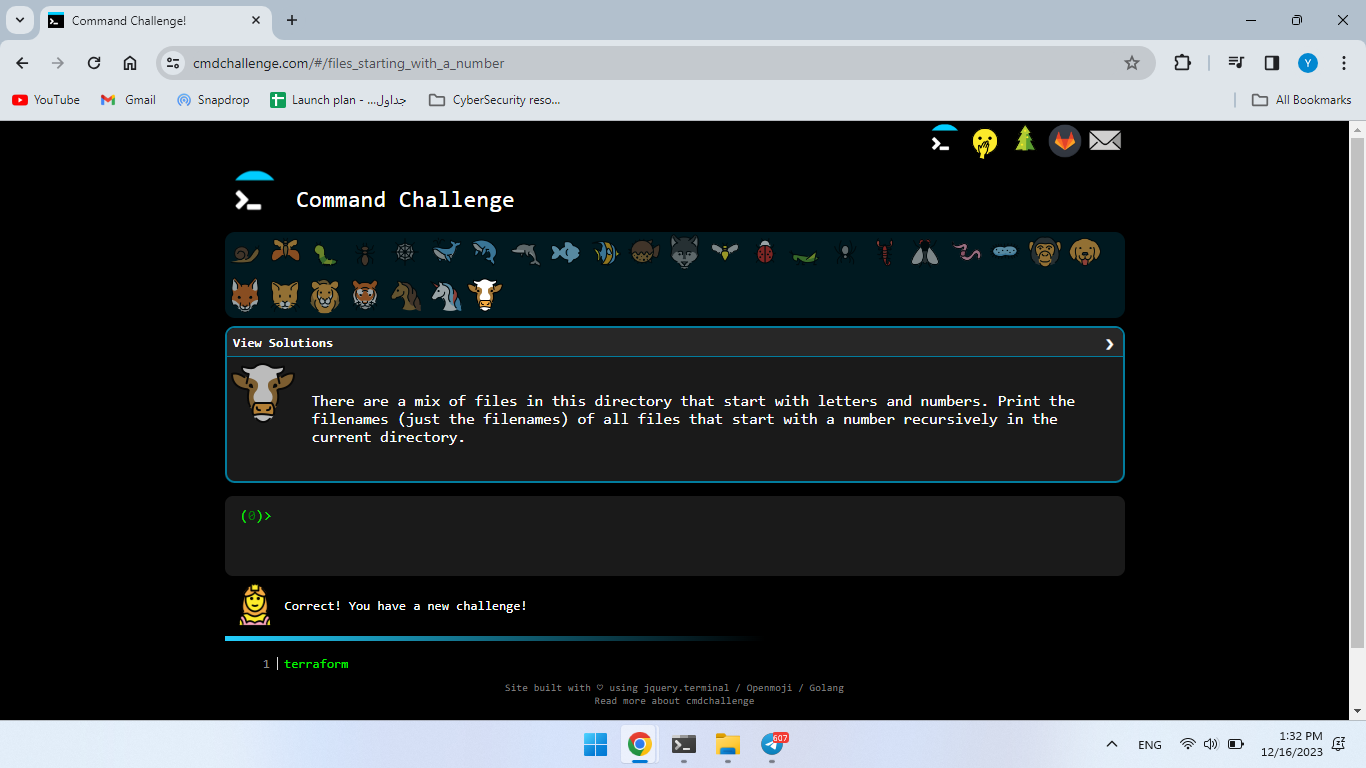 Command Challenge!
cmdchallenge.com/#/files_starting_with_a_number
Y
YouTube
Gmail
Snapdrop
Launch plan - ...جداول
CyberSecurity reso...
All Bookmarks
Command Challenge
View Solutions
There are a mix of files in this directory that start with letters and numbers. Print the
filenames (just the filenames) of all files that start with a number recursively in the
current directory.
(0)>
Correct! You have a new challenge!
1 terraform
Site built with ♡ using jquery.terminal / Openmoji / Golang
Read more about cmdchallenge
607
ENG
1:32 PM
12/16/2023